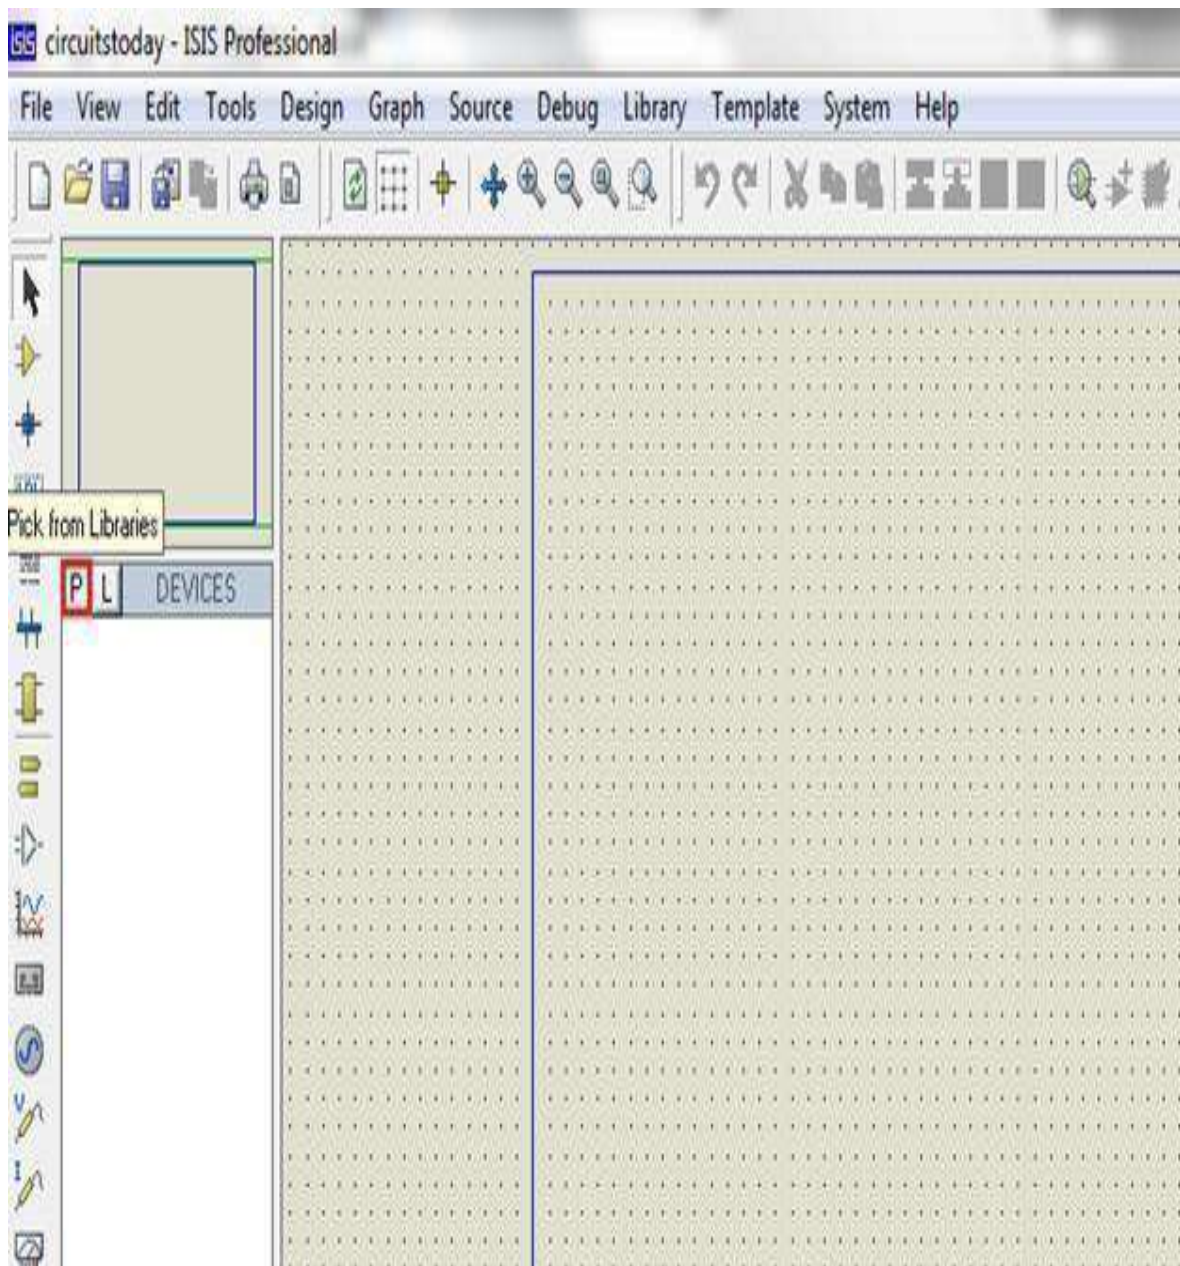 ISIS circuitstoday - ISIS Professional
File View Edit Tools Design Graph Source Debug Library Template System Help
Pick from Libraries
P L DEVICES
V
I